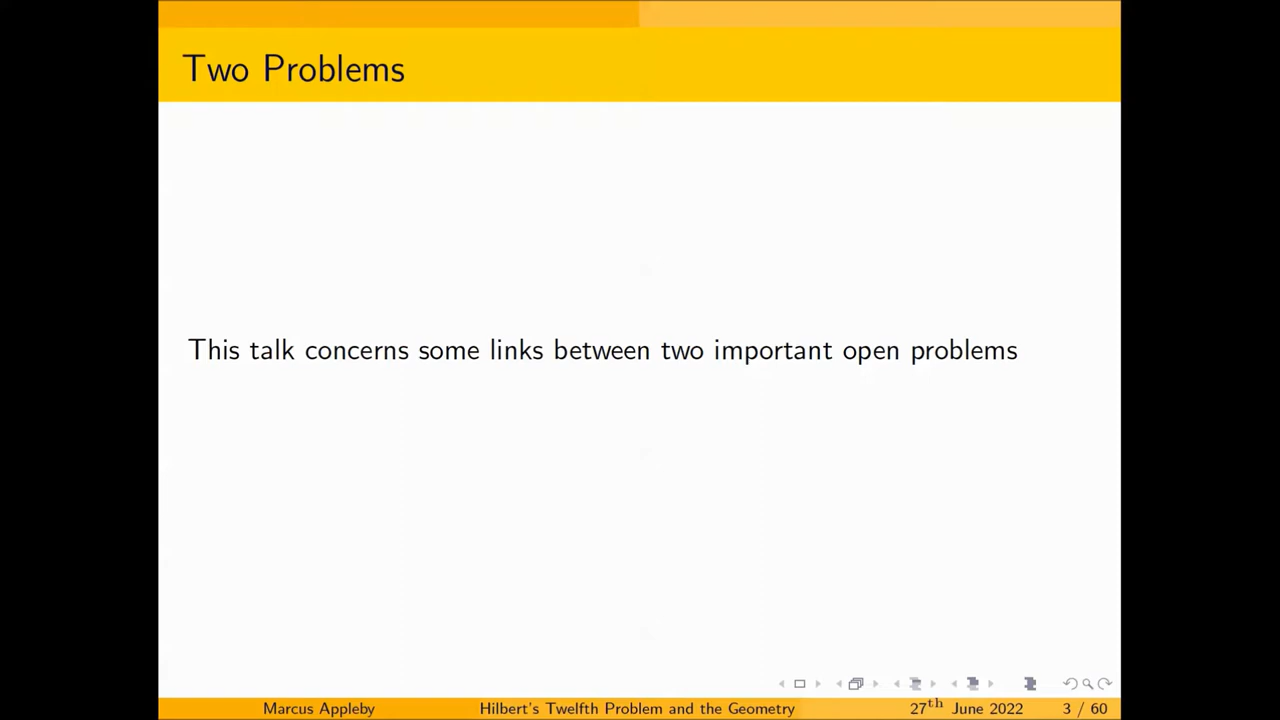 Two Problems
This talk concerns some links between two important open problems
Marcus Appleby Hilbert's Twelfth Problem and the Geometry 27th June 2022 3 / 60